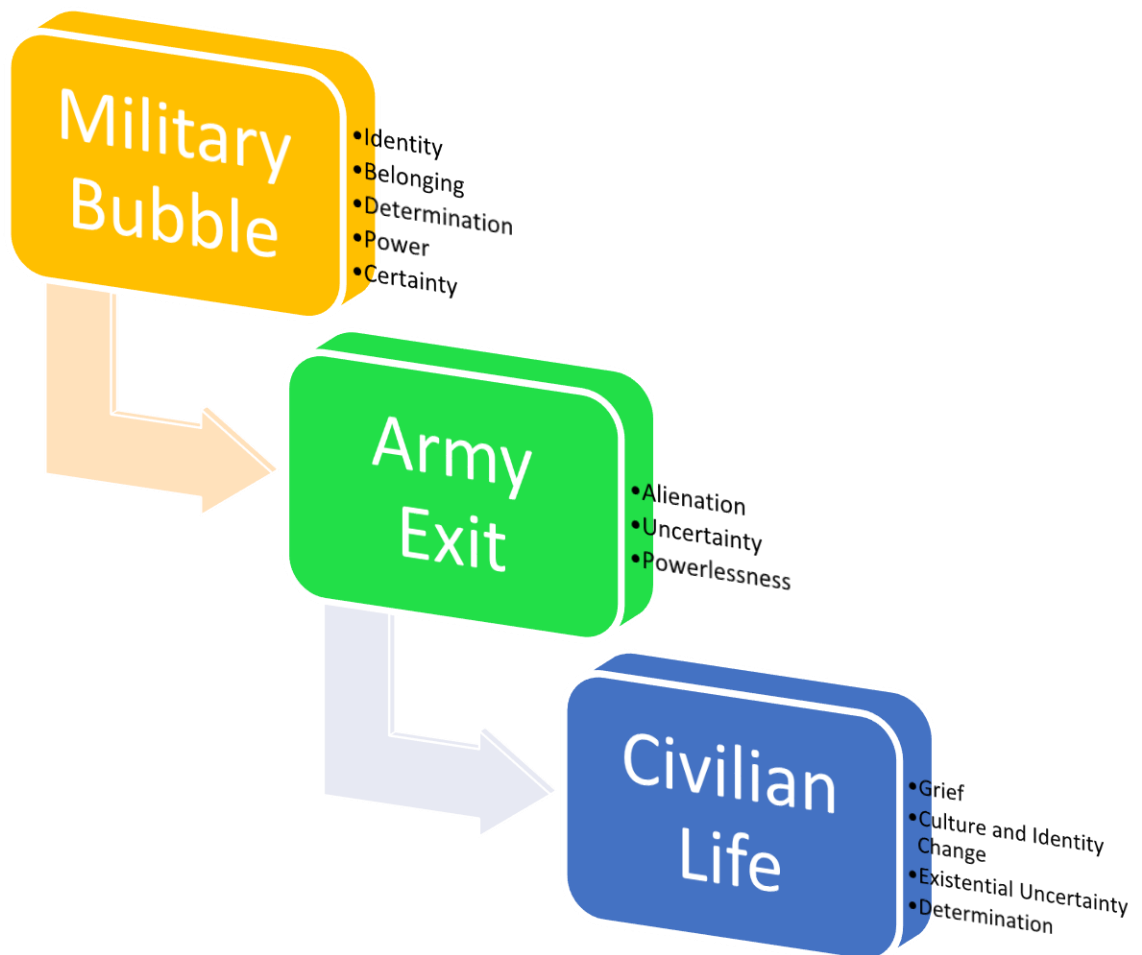 Military
Bubble
•Identity
•Belonging
•Determination
•Power
•Certainty
Army
Exit
•Alienation
•Uncertainty
•Powerlessness
Civilian
Life
•Grief
•Culture and Identity
Change
•Existential Uncertainty
•Determination